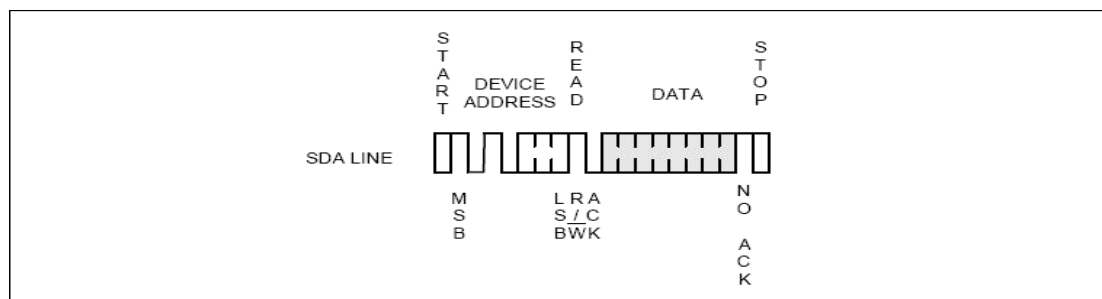 START
DEVICE
ADDRESS
READ
DATA
STOP
SDA LINE
MSB
LSB
R/W
ACK
NO ACK